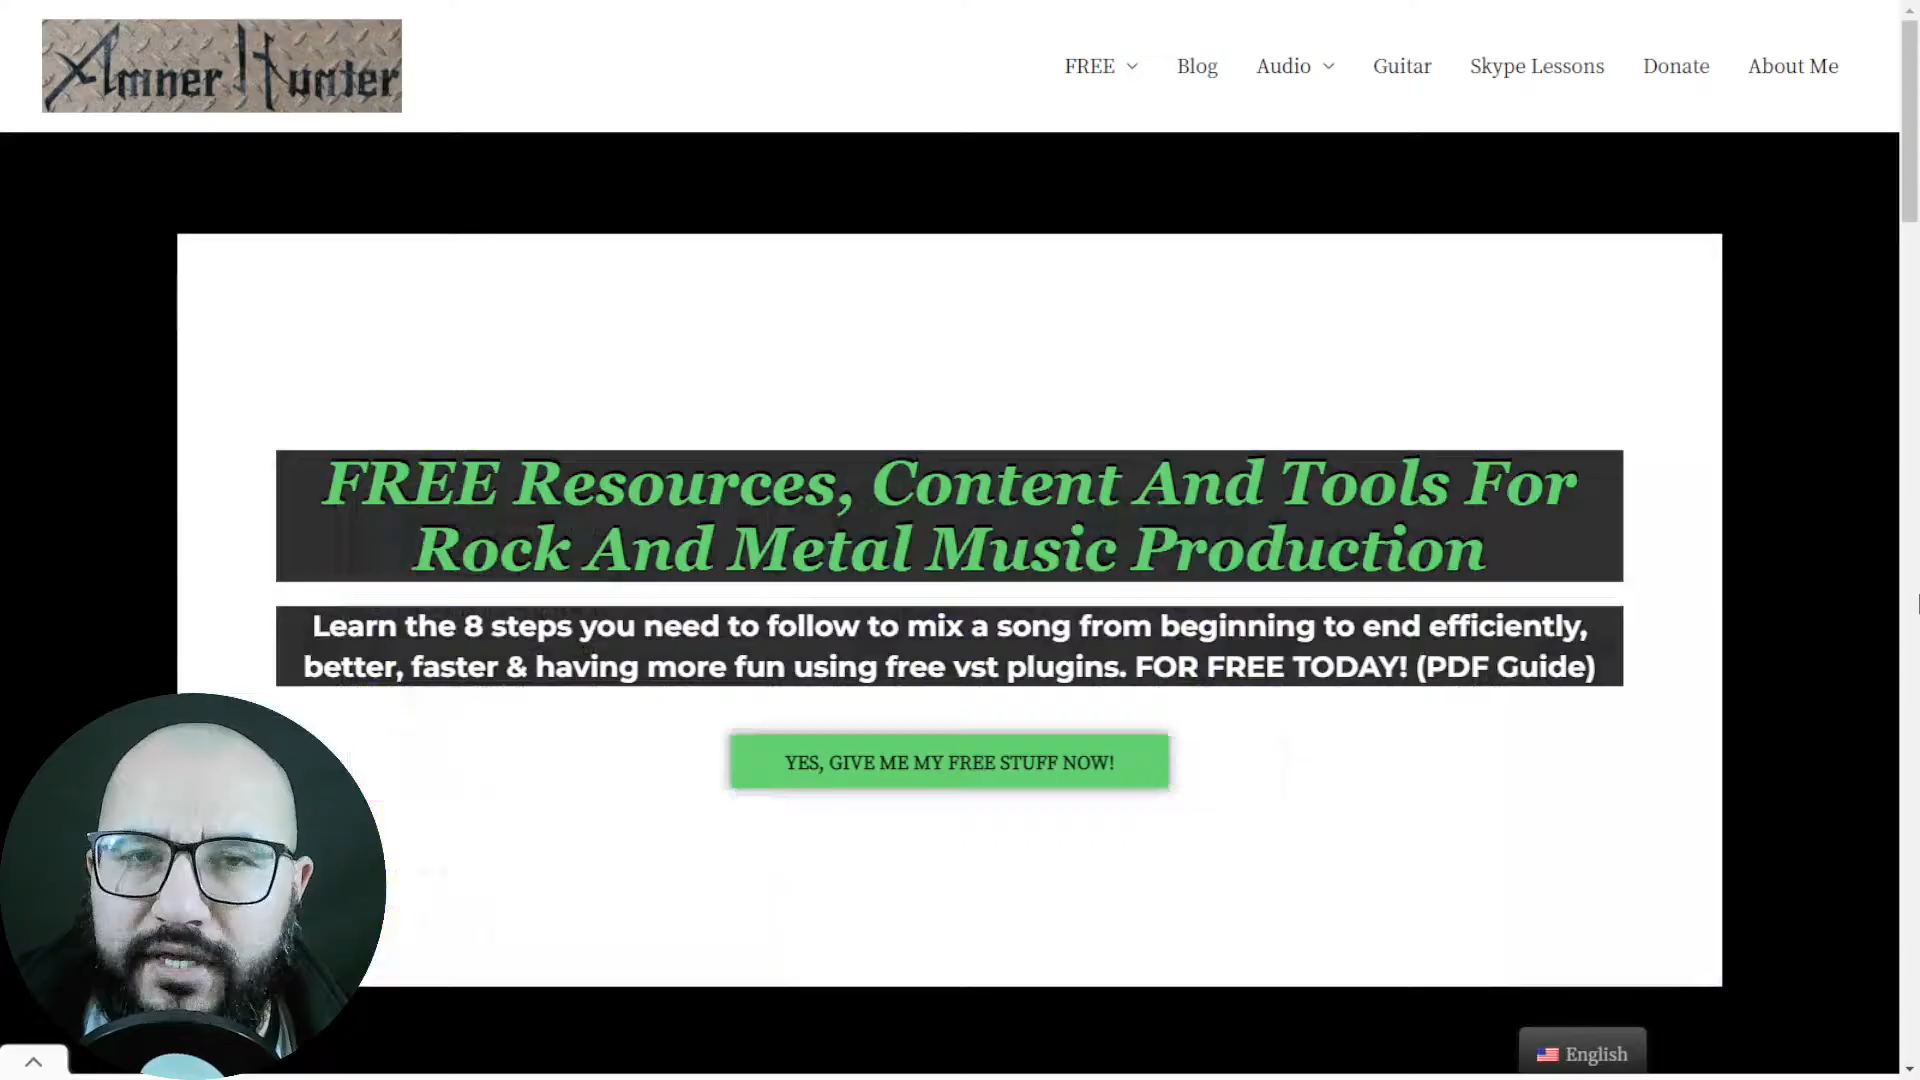 Amner Hunter
FREE
Blog
Audio
Guitar
Skype Lessons
Donate
About Me
FREE Resources, Content And Tools For
Rock And Metal Music Production
Learn the 8 steps you need to follow to mix a song from beginning to end efficiently,
better, faster & having more fun using free vst plugins. FOR FREE TODAY! (PDF Guide)
YES, GIVE ME MY FREE STUFF NOW!
English